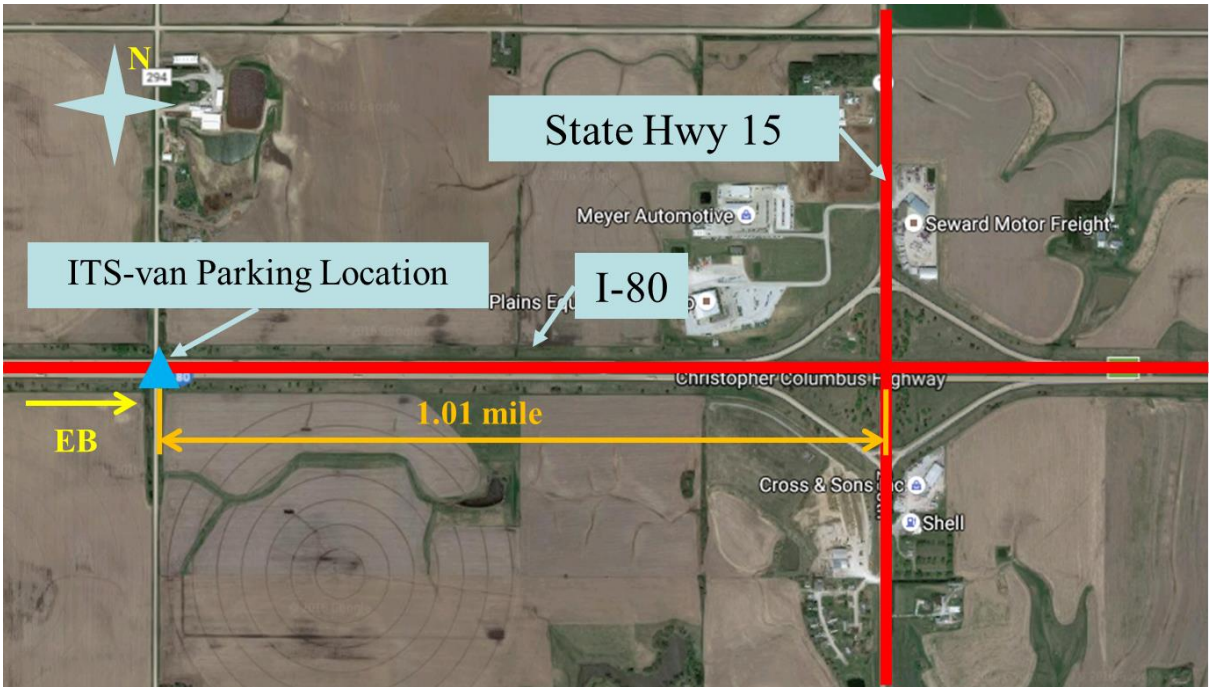 N
294
State Hwy 15
Meyer Automotive
Seward Motor Freight
ITS-van Parking Location
I-80
Plains Equ
p
80
Christopher Columbus Highway
1.01 mile
EB
Cross & Sons Inc
Shell